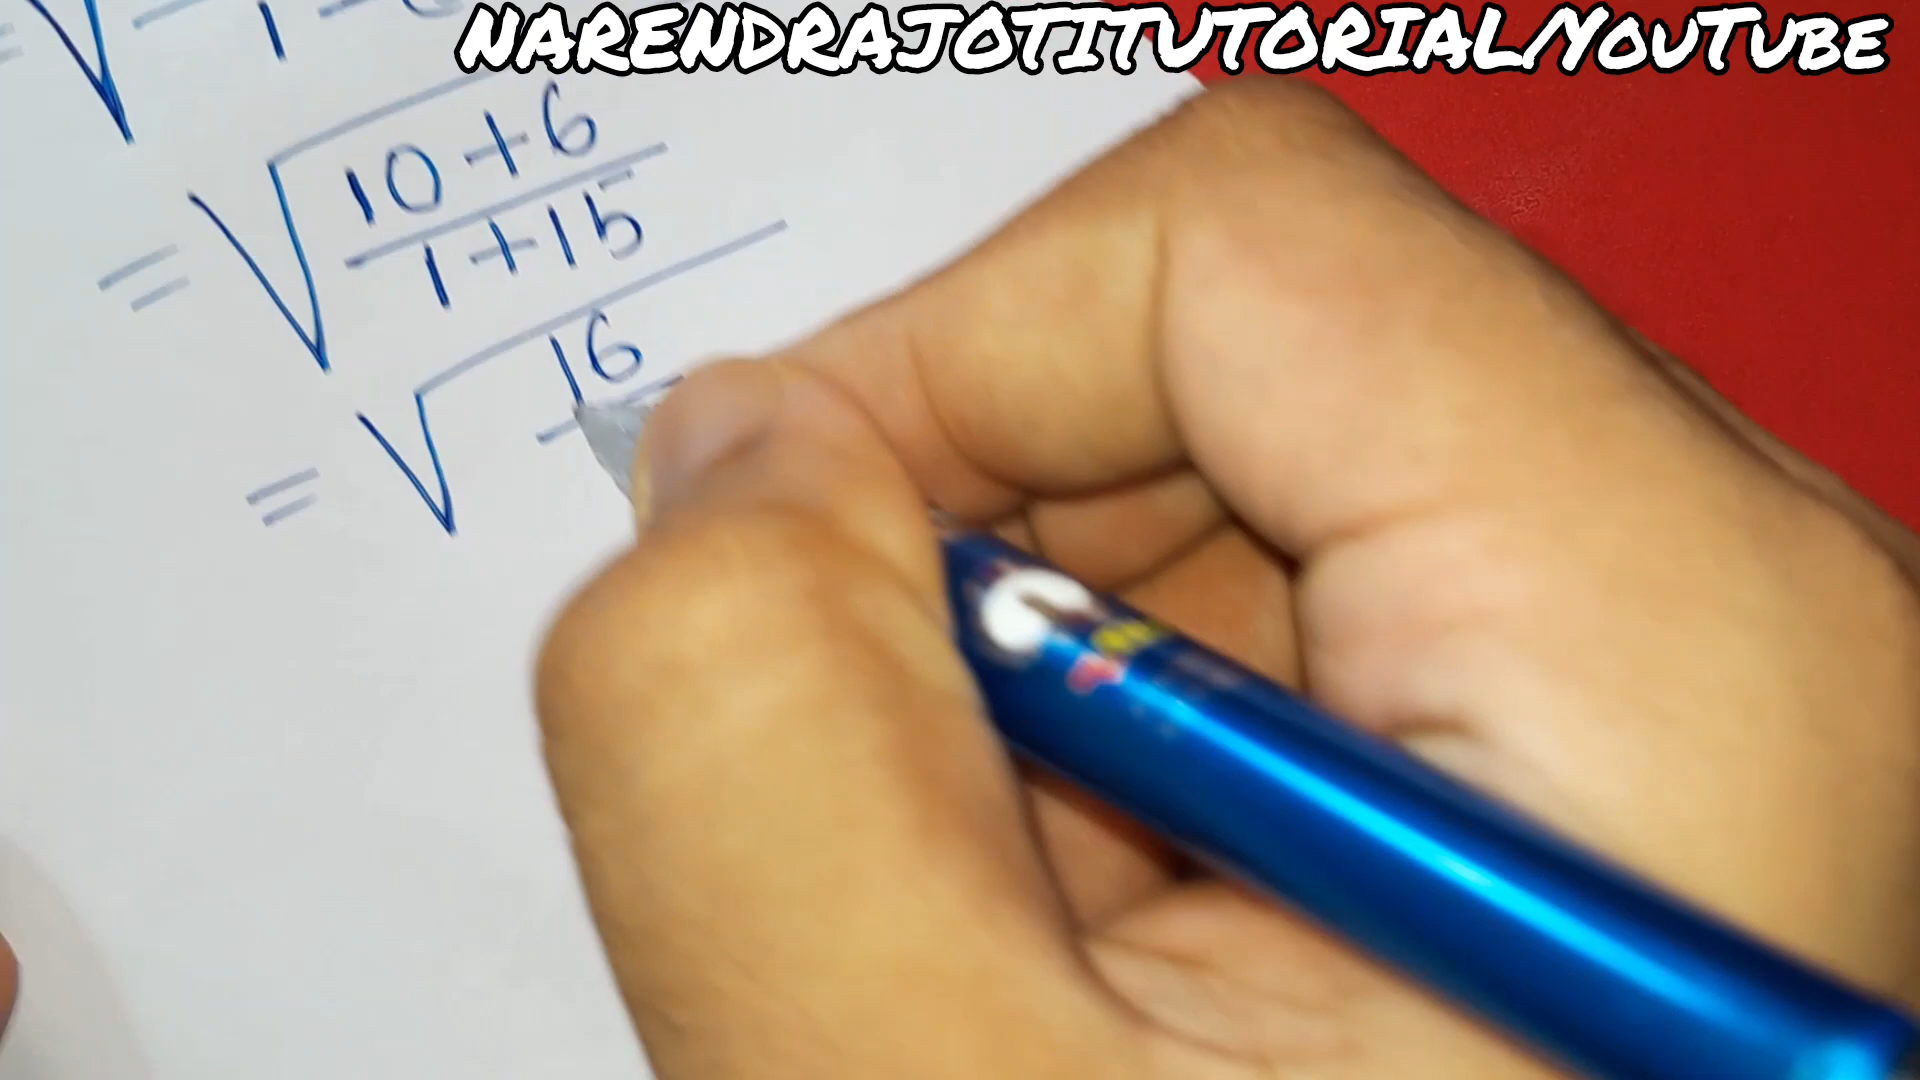 NARENDRAJOTITUTORIAL/YouTube
= √(10+6)/(1+15)
= √16